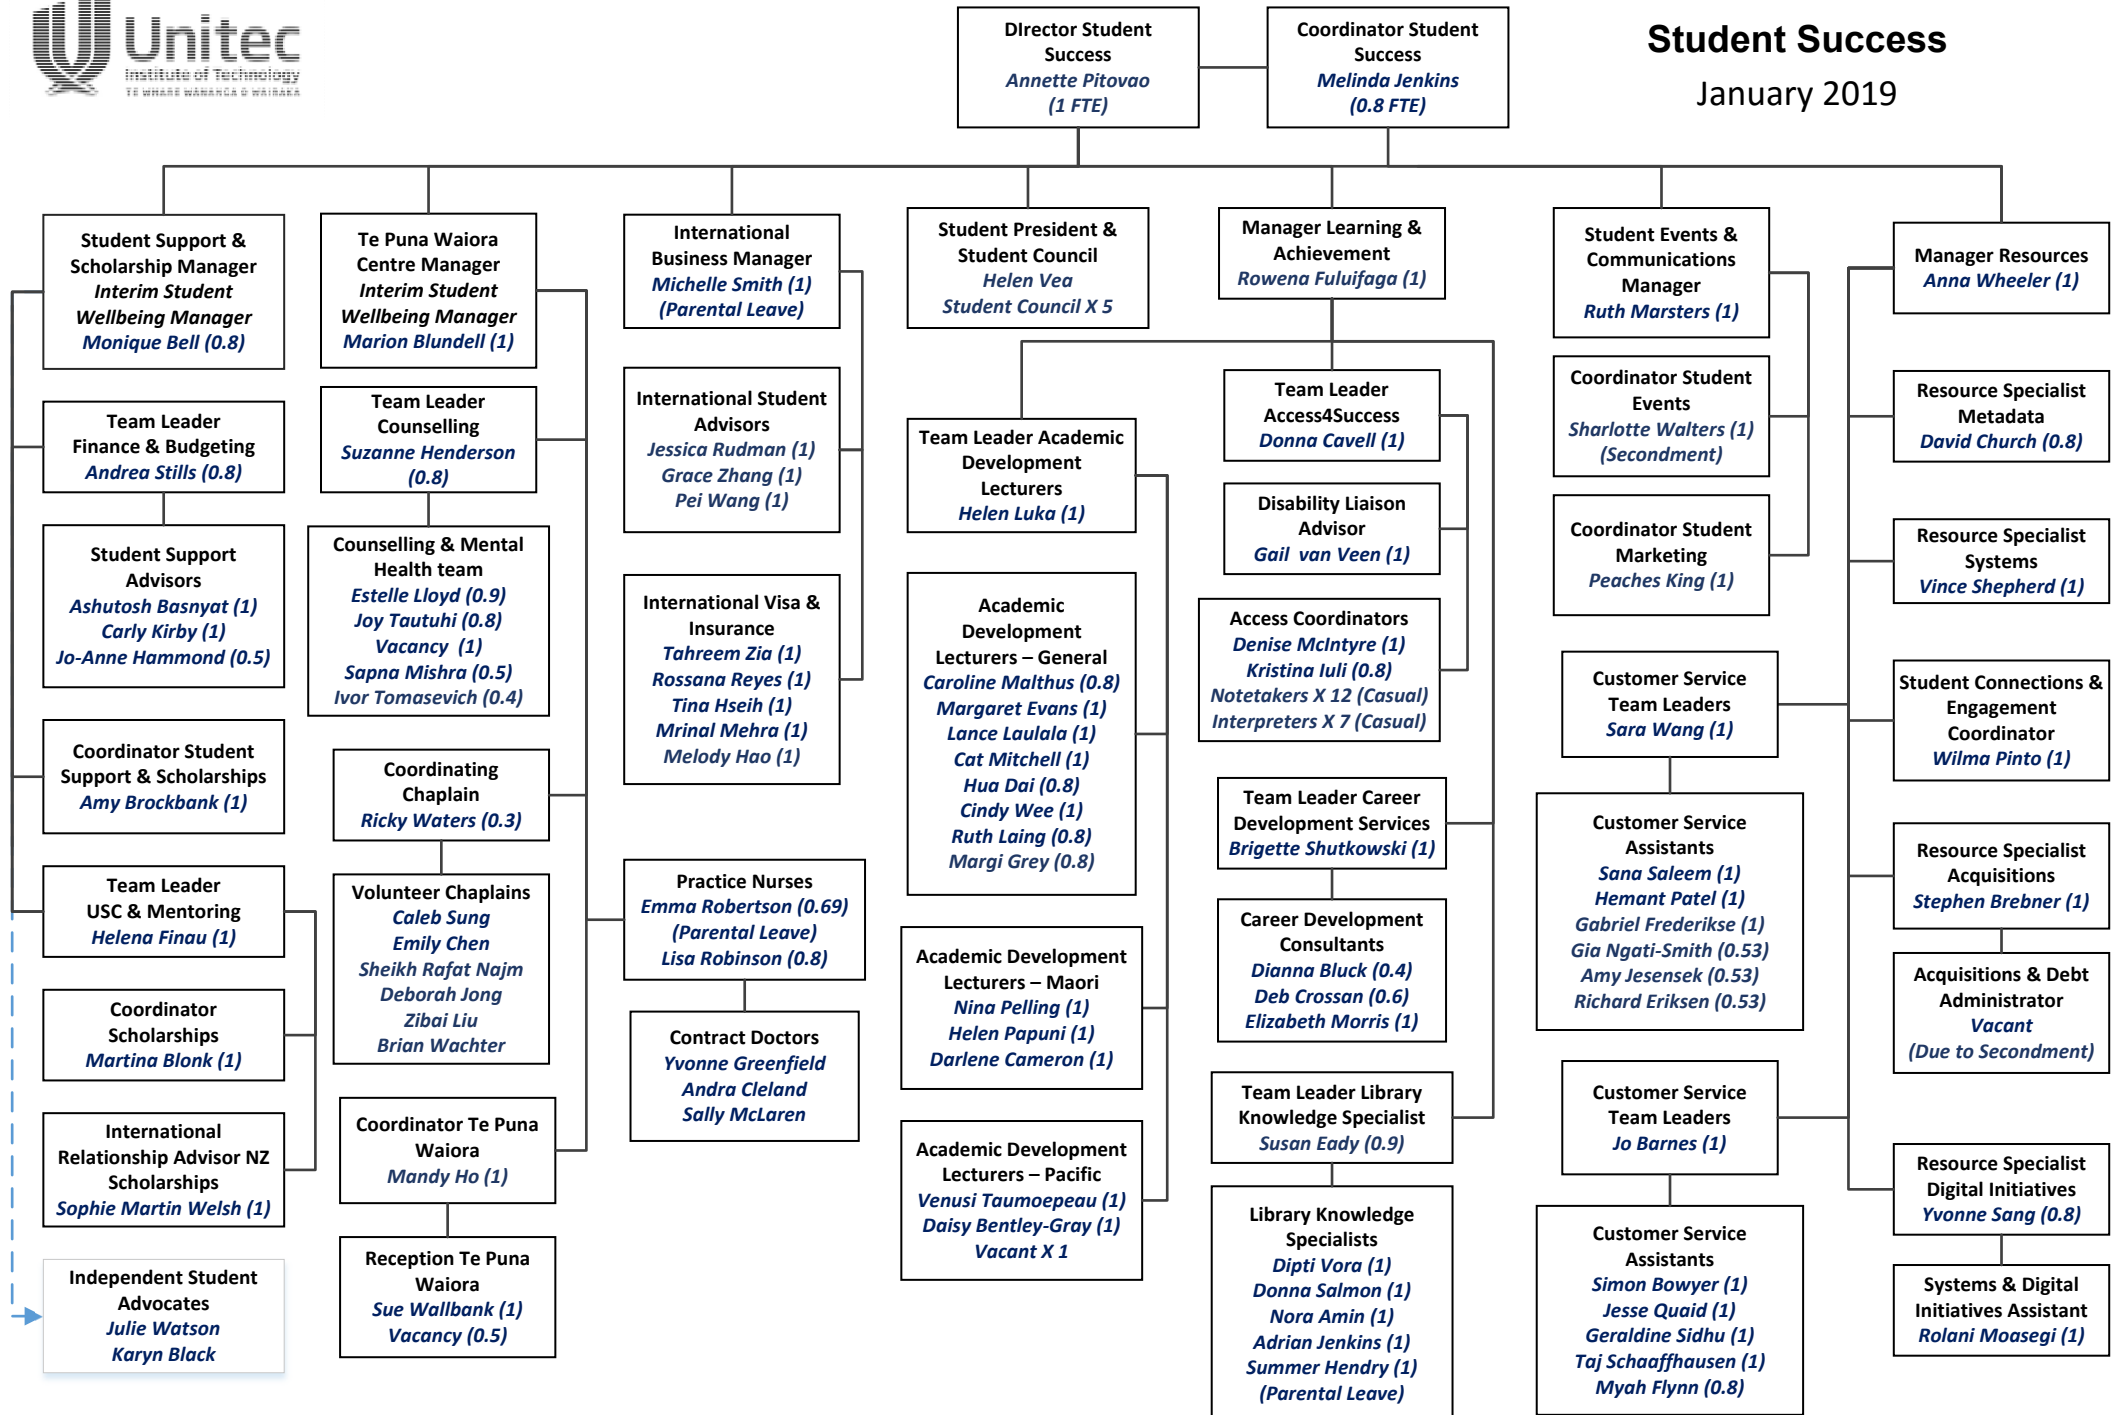 Unitec
Institute of Technology
TE WHARE WANANGA O WAIRAKA
Student Success
January 2019
DIrector Student
Success
Annette Pitovao
(1 FTE)
Coordinator Student
Success
Melinda Jenkins
(0.8 FTE)
Student Support &
Scholarship Manager
Interim Student
Wellbeing Manager
Monique Bell (0.8)
Team Leader
Finance & Budgeting
Andrea Stills (0.8)
Student Support
Advisors
Ashutosh Basnyat (1)
Carly Kirby (1)
Jo-Anne Hammond (0.5)
Coordinator Student
Support & Scholarships
Amy Brockbank (1)
Team Leader
USC & Mentoring
Helena Finau (1)
Coordinator
Scholarships
Martina Blonk (1)
International
Relationship Advisor NZ
Scholarships
Sophie Martin Welsh (1)
Independent Student
Advocates
Julie Watson
Karyn Black
Te Puna Waiora
Centre Manager
Interim Student
Wellbeing Manager
Marion Blundell (1)
Team Leader
Counselling
Suzanne Henderson
(0.8)
Counselling & Mental
Health team
Estelle Lloyd (0.9)
Joy Tautuhi (0.8)
Vacancy (1)
Sapna Mishra (0.5)
Ivor Tomasevich (0.4)
Coordinating
Chaplain
Ricky Waters (0.3)
Volunteer Chaplains
Caleb Sung
Emily Chen
Sheikh Rafat Najm
Deborah Jong
Zibai Liu
Brian Wachter
Coordinator Te Puna
Waiora
Mandy Ho (1)
Reception Te Puna
Waiora
Sue Wallbank (1)
Vacancy (0.5)
International
Business Manager
Michelle Smith (1)
(Parental Leave)
International Student
Advisors
Jessica Rudman (1)
Grace Zhang (1)
Pei Wang (1)
International Visa &
Insurance
Tahreem Zia (1)
Rossana Reyes (1)
Tina Hseih (1)
Mrinal Mehra (1)
Melody Hao (1)
Practice Nurses
Emma Robertson (0.69)
(Parental Leave)
Lisa Robinson (0.8)
Contract Doctors
Yvonne Greenfield
Andra Cleland
Sally McLaren
Student President &
Student Council
Helen Vea
Student Council X 5
Manager Learning &
Achievement
Rowena Fuluifaga (1)
Team Leader Academic
Development
Lecturers
Helen Luka (1)
Academic
Development
Lecturers – General
Caroline Malthus (0.8)
Margaret Evans (1)
Lance Laulala (1)
Cat Mitchell (1)
Hua Dai (0.8)
Cindy Wee (1)
Ruth Laing (0.8)
Margi Grey (0.8)
Academic Development
Lecturers – Maori
Nina Pelling (1)
Helen Papuni (1)
Darlene Cameron (1)
Academic Development
Lecturers – Pacific
Venusi Taumoepeau (1)
Daisy Bentley-Gray (1)
Vacant X 1
Team Leader
Access4Success
Donna Cavell (1)
Disability Liaison
Advisor
Gail van Veen (1)
Access Coordinators
Denise McIntyre (1)
Kristina Iuli (0.8)
Notetakers X 12 (Casual)
Interpreters X 7 (Casual)
Team Leader Career
Development Services
Brigette Shutkowski (1)
Career Development
Consultants
Dianna Bluck (0.4)
Deb Crossan (0.6)
Elizabeth Morris (1)
Team Leader Library
Knowledge Specialist
Susan Eady (0.9)
Library Knowledge
Specialists
Dipti Vora (1)
Donna Salmon (1)
Nora Amin (1)
Adrian Jenkins (1)
Summer Hendry (1)
(Parental Leave)
Student Events &
Communications
Manager
Ruth Marsters (1)
Coordinator Student
Events
Sharlotte Walters (1)
(Secondment)
Coordinator Student
Marketing
Peaches King (1)
Customer Service
Team Leaders
Sara Wang (1)
Customer Service
Assistants
Sana Saleem (1)
Hemant Patel (1)
Gabriel Frederikse (1)
Gia Ngati-Smith (0.53)
Amy Jesensek (0.53)
Richard Eriksen (0.53)
Customer Service
Team Leaders
Jo Barnes (1)
Customer Service
Assistants
Simon Bowyer (1)
Jesse Quaid (1)
Geraldine Sidhu (1)
Taj Schaaffhausen (1)
Myah Flynn (0.8)
Manager Resources
Anna Wheeler (1)
Resource Specialist
Metadata
David Church (0.8)
Resource Specialist
Systems
Vince Shepherd (1)
Student Connections &
Engagement
Coordinator
Wilma Pinto (1)
Resource Specialist
Acquisitions
Stephen Brebner (1)
Acquisitions & Debt
Administrator
Vacant
(Due to Secondment)
Resource Specialist
Digital Initiatives
Yvonne Sang (0.8)
Systems & Digital
Initiatives Assistant
Rolani Moasegi (1)